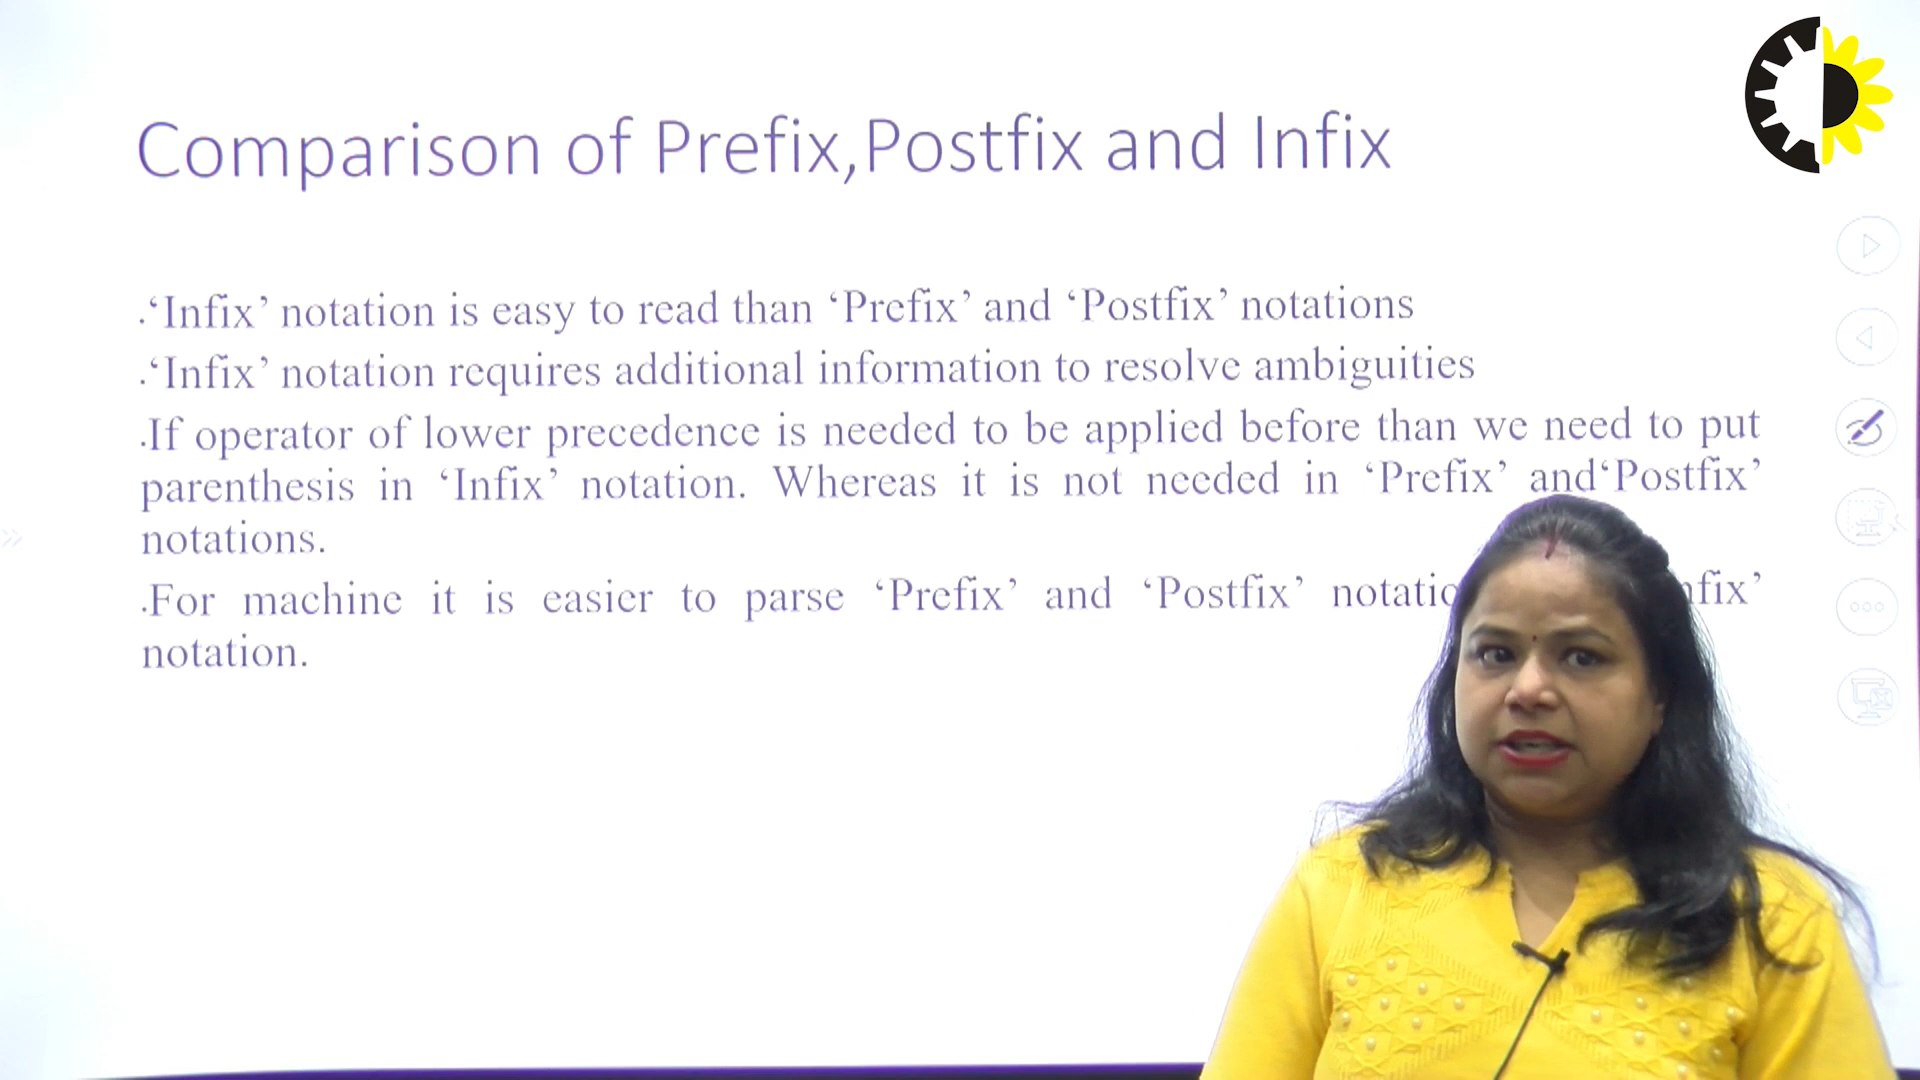 Comparison of Prefix,Postfix and Infix
.‘Infix’ notation is easy to read than ‘Prefix’ and ‘Postfix’ notations
.‘Infix’ notation requires additional information to resolve ambiguities
.If operator of lower precedence is needed to be applied before than we need to put
parenthesis in ‘Infix’ notation. Whereas it is not needed in ‘Prefix’ and‘Postfix’
notations.
.For machine it is easier to parse ‘Prefix’ and ‘Postfix’
notation.